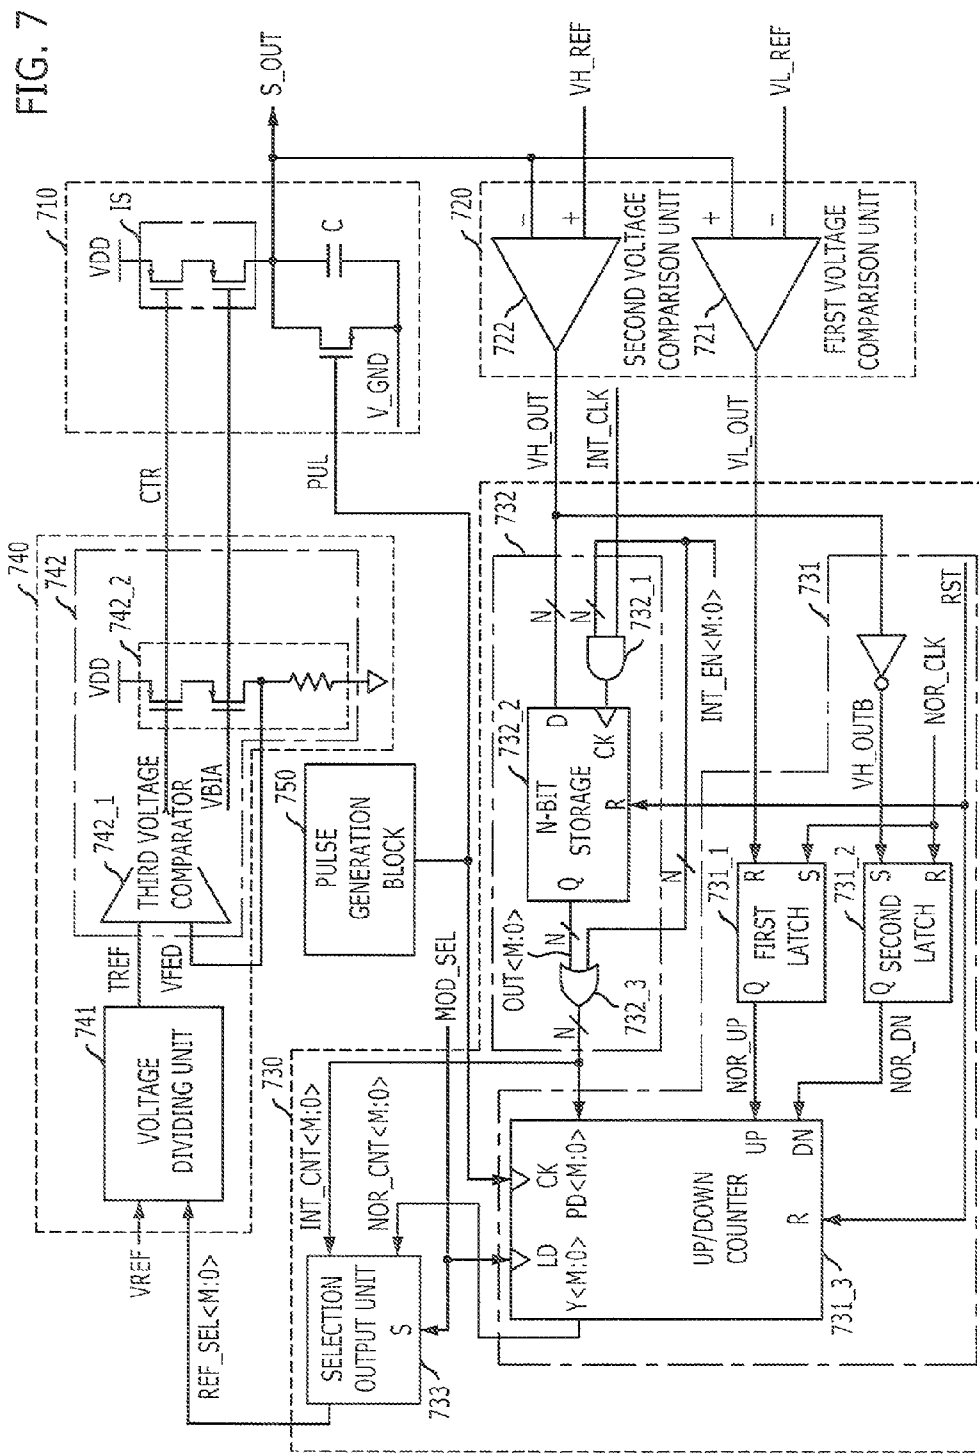 FIG. 7
740
742
742_2
VDD
742_1
THIRD VOLTAGE
COMPARATOR
VBIA
TREF
VFED
741
VOLTAGE
DIVIDING UNIT
VREF
REF_SEL<M:0>
CTR
710
IS
VDD
C
V_GND
PUL
S_OUT
750
PULSE
GENERATION
BLOCK
MOD_SEL
730
INT_CNT<M:0>
NOR_CNT<M:0>
SELECTION
OUTPUT UNIT
S
733
720
VH_REF
VL_REF
-
+
722
SECOND VOLTAGE
COMPARISON UNIT
+
-
721
FIRST VOLTAGE
COMPARISON UNIT
VH_OUT
INT_CLK
VL_OUT
732
N
N
732_1
INT_EN<M:0>
732_2
D
CK
R
N-BIT
STORAGE
Q
N
N
OUT<M:0>
732_3
N
731
RST
NOR_CLK
VH_OUTB
731_1
R
S
FIRST
LATCH
Q
731_2
S
R
SECOND
LATCH
Q
NOR_UP
NOR_DN
CK
PD<M:0>
UP
DN
LD
Y<M:0>
UP/DOWN
COUNTER
R
731_3